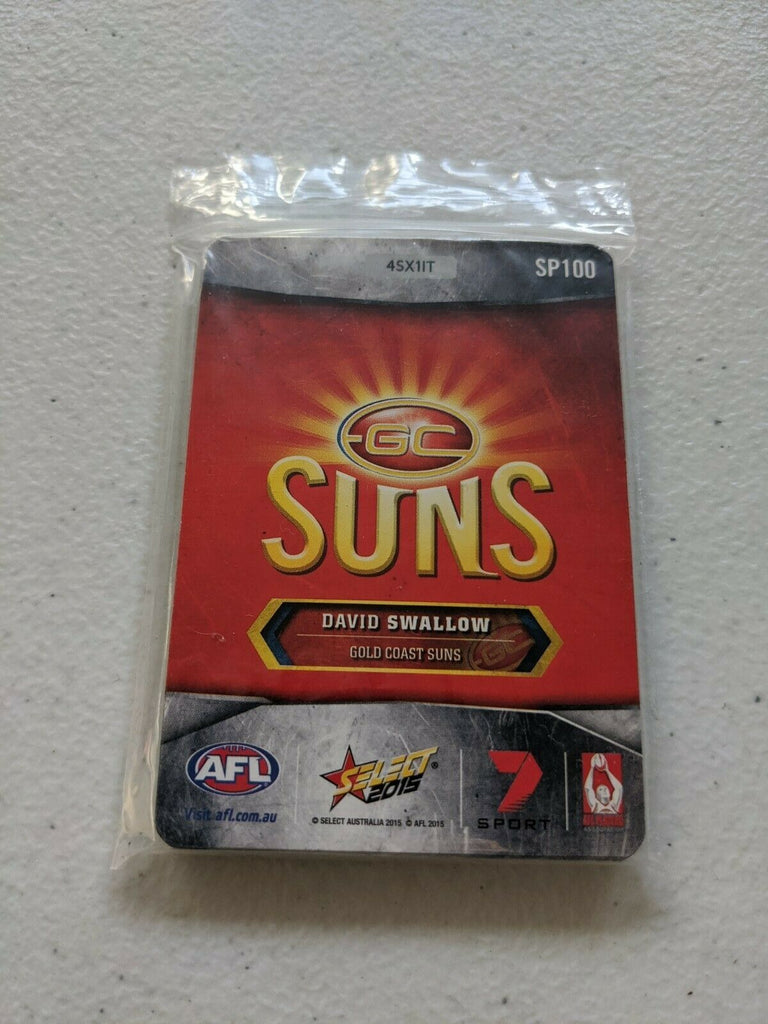 4SX1IT
SP100
GC
SUNS
DAVID SWALLOW
GOLD COAST SUNS
AFL
Visit afl.com.au
SELECT®
2015
© SELECT AUSTRALIA 2015 © AFL 2015
7
SPORT